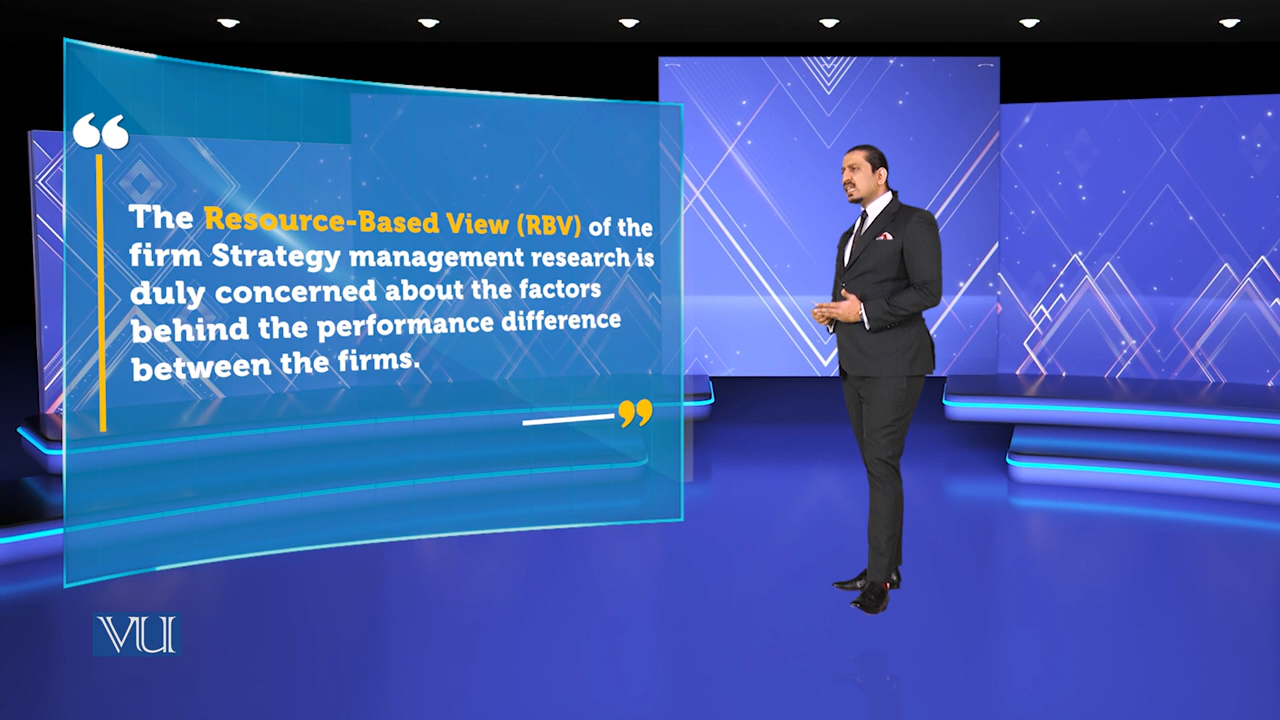 The Resource-Based View (RBV) of the
firm Strategy management research is
duly concerned about the factors
behind the performance difference
between the firms.
VU